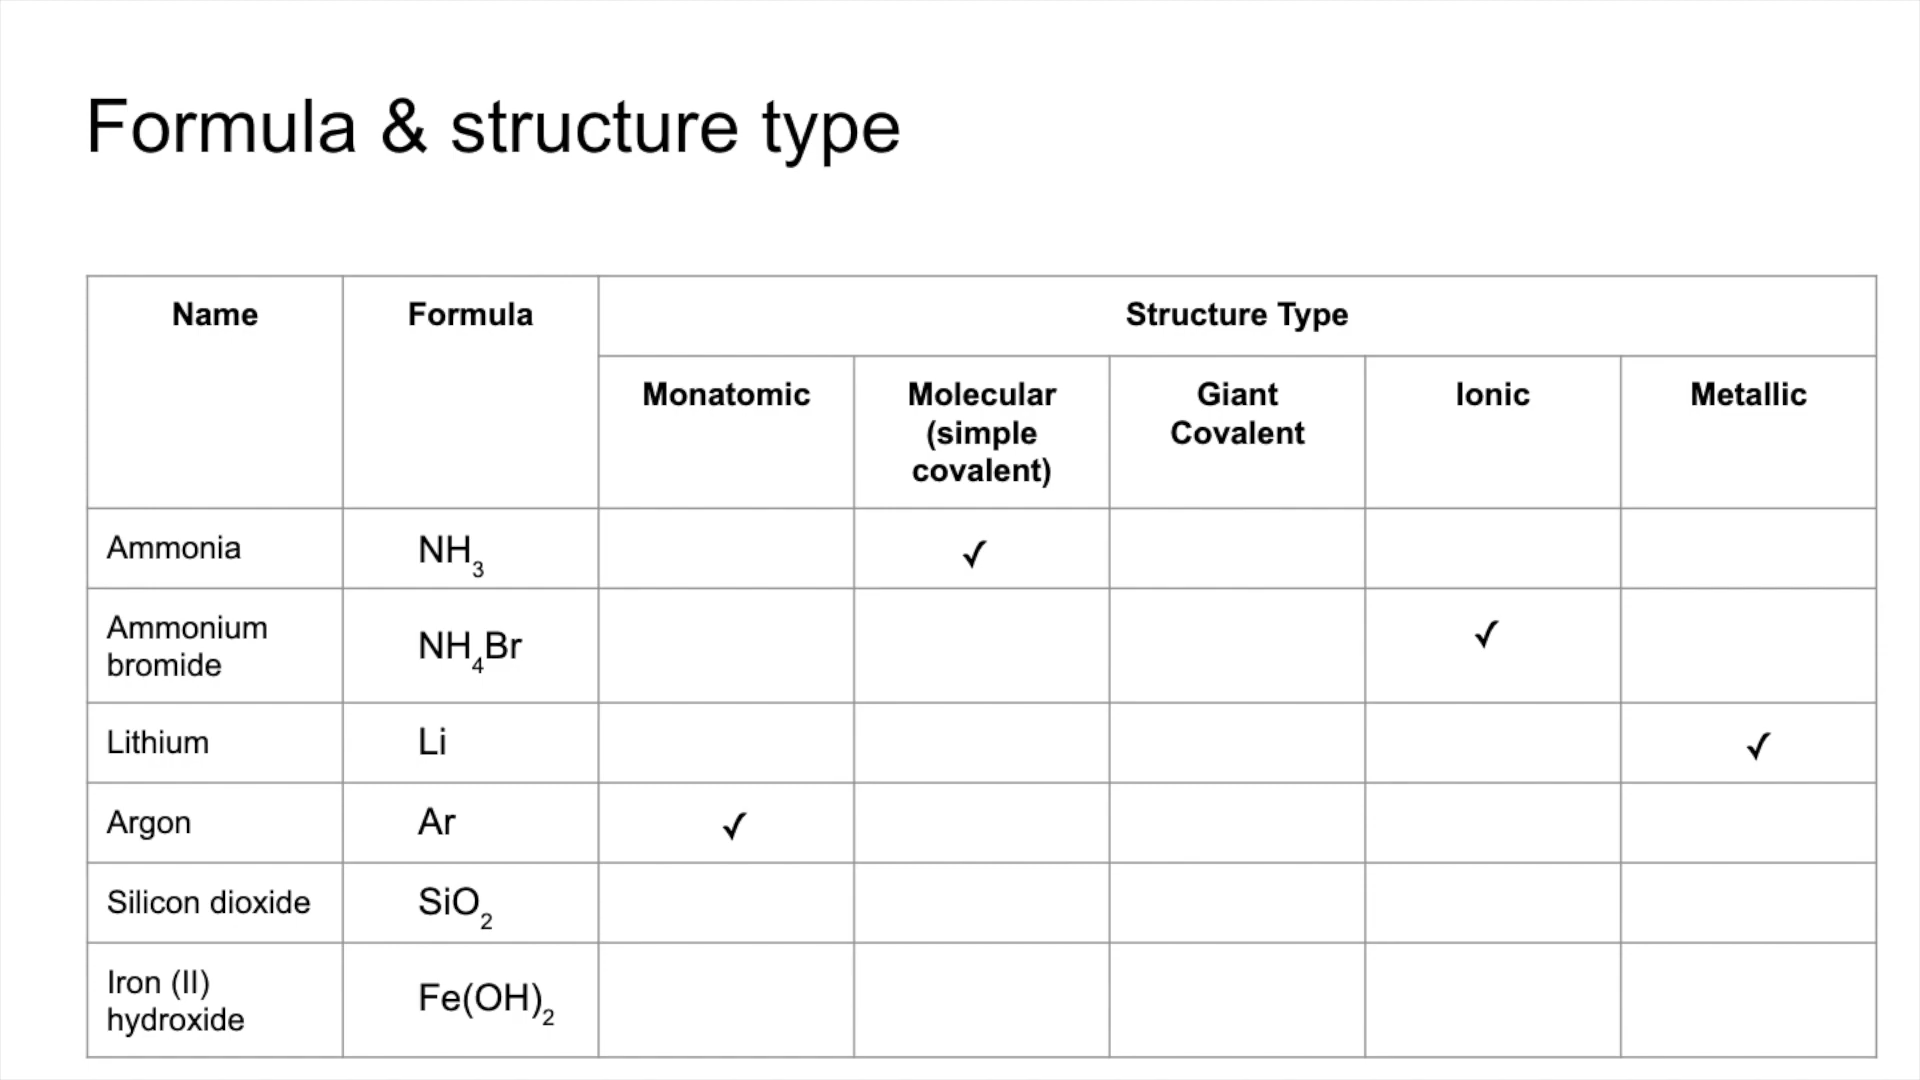 Formula & structure type
Name Formula Structure Type
Monatomic Molecular (simple covalent) Giant Covalent Ionic Metallic
Ammonia NH₃ ✓
Ammonium bromide NH₄Br ✓
Lithium Li ✓
Argon Ar ✓
Silicon dioxide SiO₂
Iron (II) hydroxide Fe(OH)₂